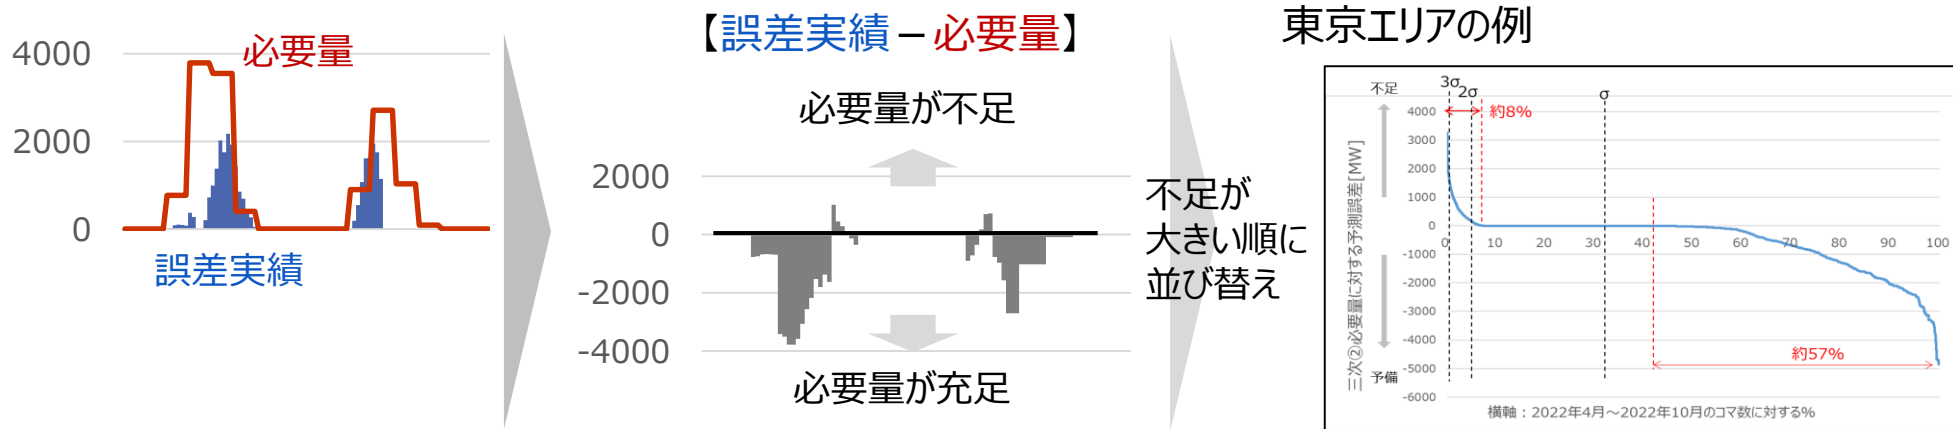 4000
2000
0
必要量
誤差実績
【誤差実績－必要量】
必要量が不足
2000
0
-2000
-4000
必要量が充足
不足が
大きい順に
並び替え
東京エリアの例
不足
予備
三次②必要量に対する予測誤差[MW]
3σ
2σ
σ
約8%
約57%
4000
3000
2000
1000
0
-1000
-2000
-3000
-4000
-5000
-6000
0 10 20 30 40 50 60 70 80 90 100
横軸：2022年4月～2022年10月のコマ数に対する%